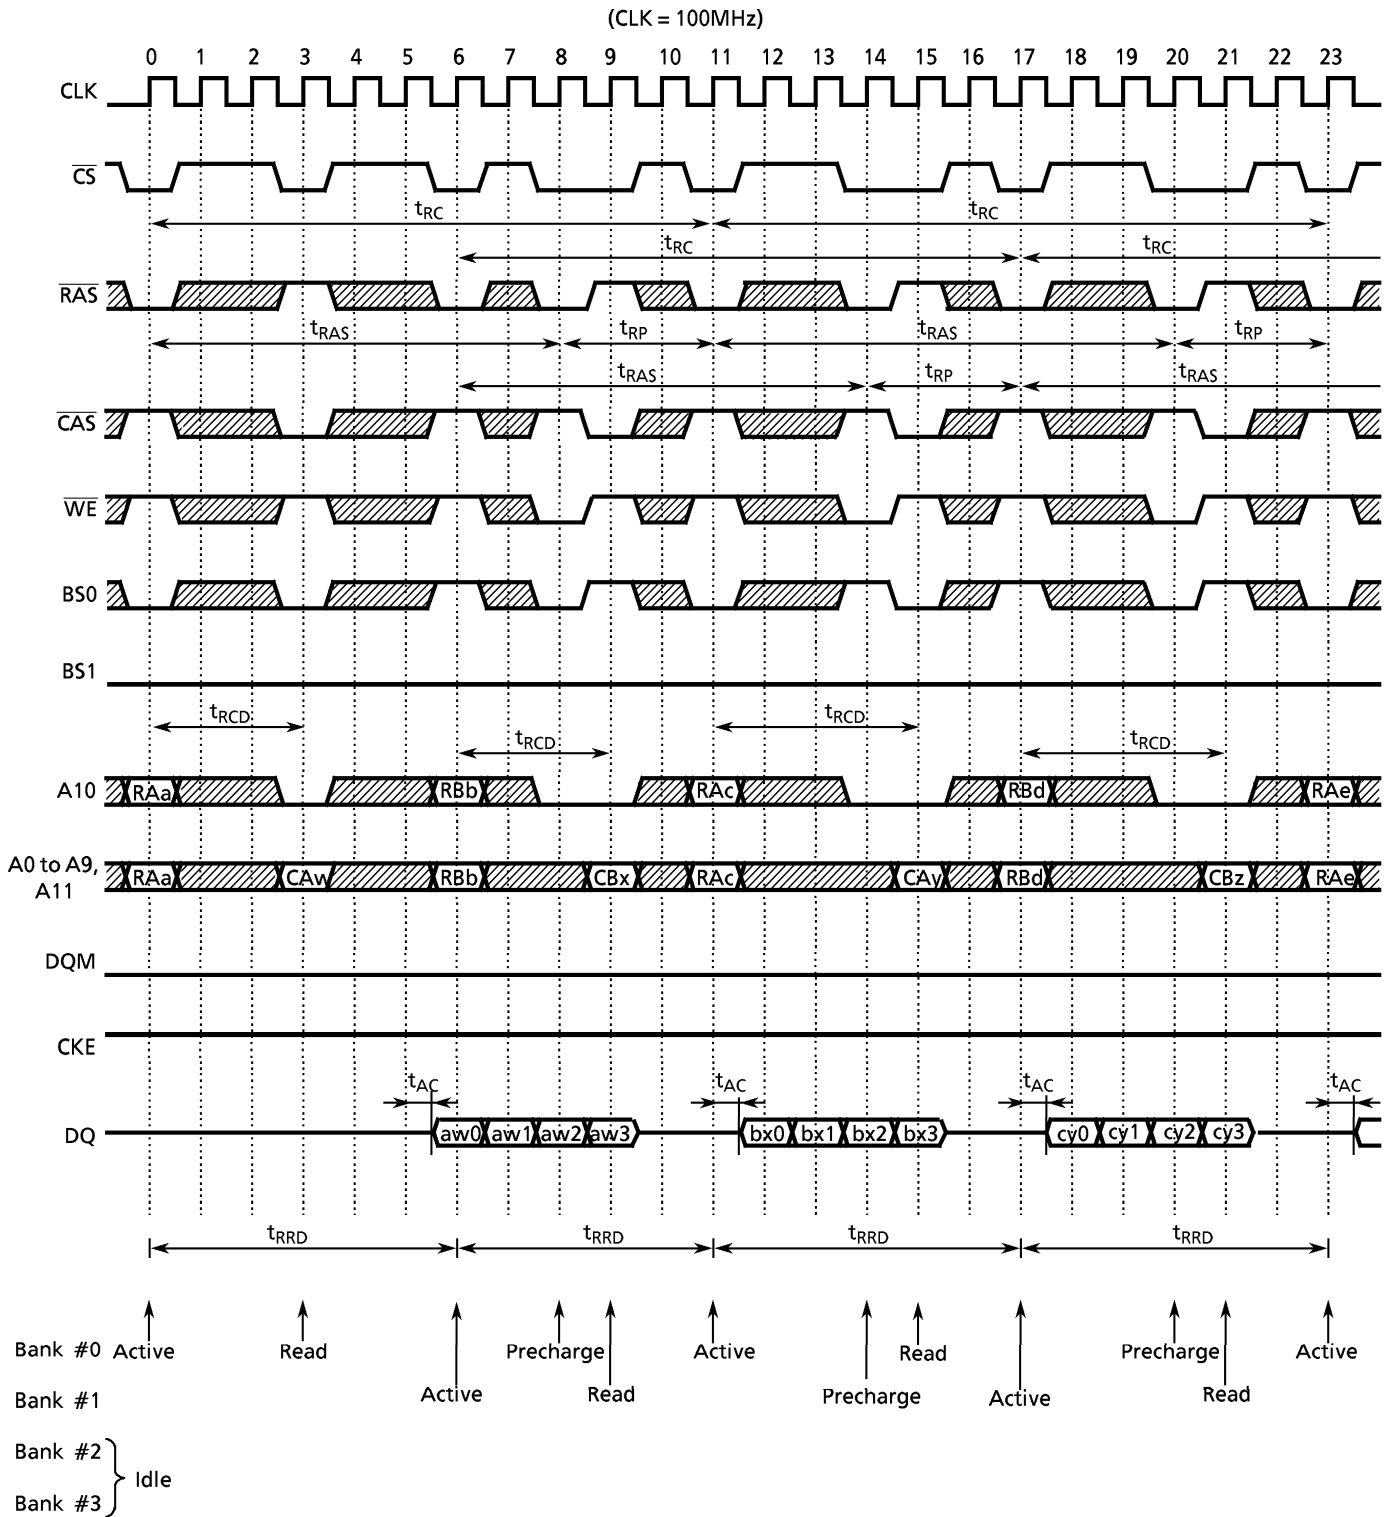 (CLK = 100MHz)
0 1 2 3 4 5 6 7 8 9 10 11 12 13 14 15 16 17 18 19 20 21 22 23
CLK
CS
tRC tRC
tRC tRC
RAS
tRAS tRP tRAS tRP
tRAS tRP tRAS
CAS
WE
BS0
BS1
tRCD tRCD
tRCD tRCD
A10 RAa RBb RAc RBd RAe
A0 to A9,
A11
RAa CAw RBb CBx RAc CAy RBd CBz RAe
DQM
CKE
tAC tAC tAC tAC
DQ aw0 aw1 aw2 aw3 bx0 bx1 bx2 bx3 cy0 cy1 cy2 cy3
tRRD tRRD tRRD tRRD
Bank #0 Active Read Precharge Active Read Precharge Active
Bank #1 Active Read Precharge Active Read
Bank #2
Idle
Bank #3